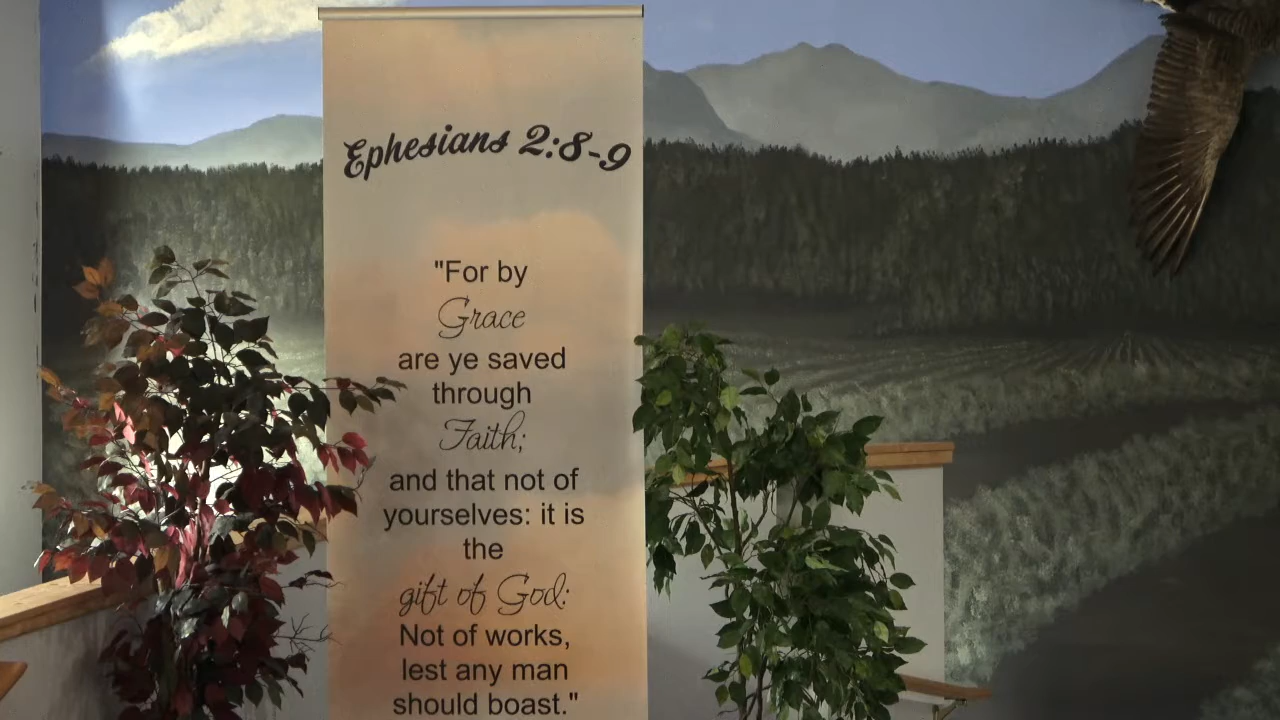 Ephesians 2:8-9
"For by
Grace
are ye saved
through
Faith;
and that not of
yourselves: it is
the
gift of God:
Not of works,
lest any man
should boast."